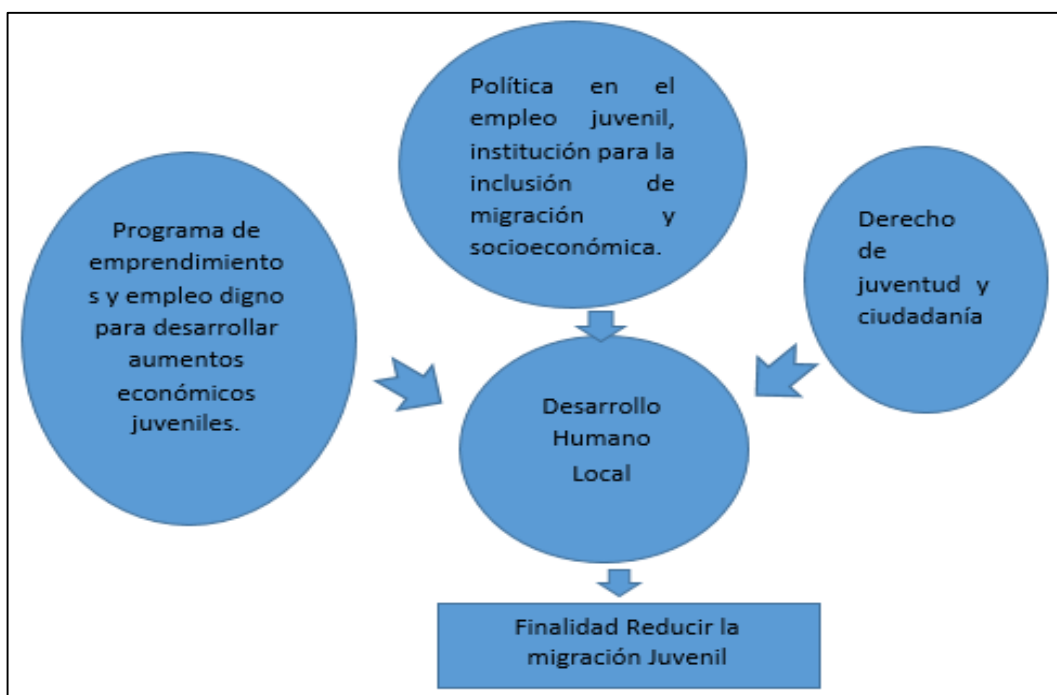 Política en el
empleo juvenil,
institución para la
inclusión de
migración y
socioeconómica.
Programa de
emprendimiento
s y empleo digno
para desarrollar
aumentos
económicos
juveniles.
Derecho
de
juventud y
ciudadanía
Desarrollo
Humano
Local
Finalidad Reducir la
migración Juvenil